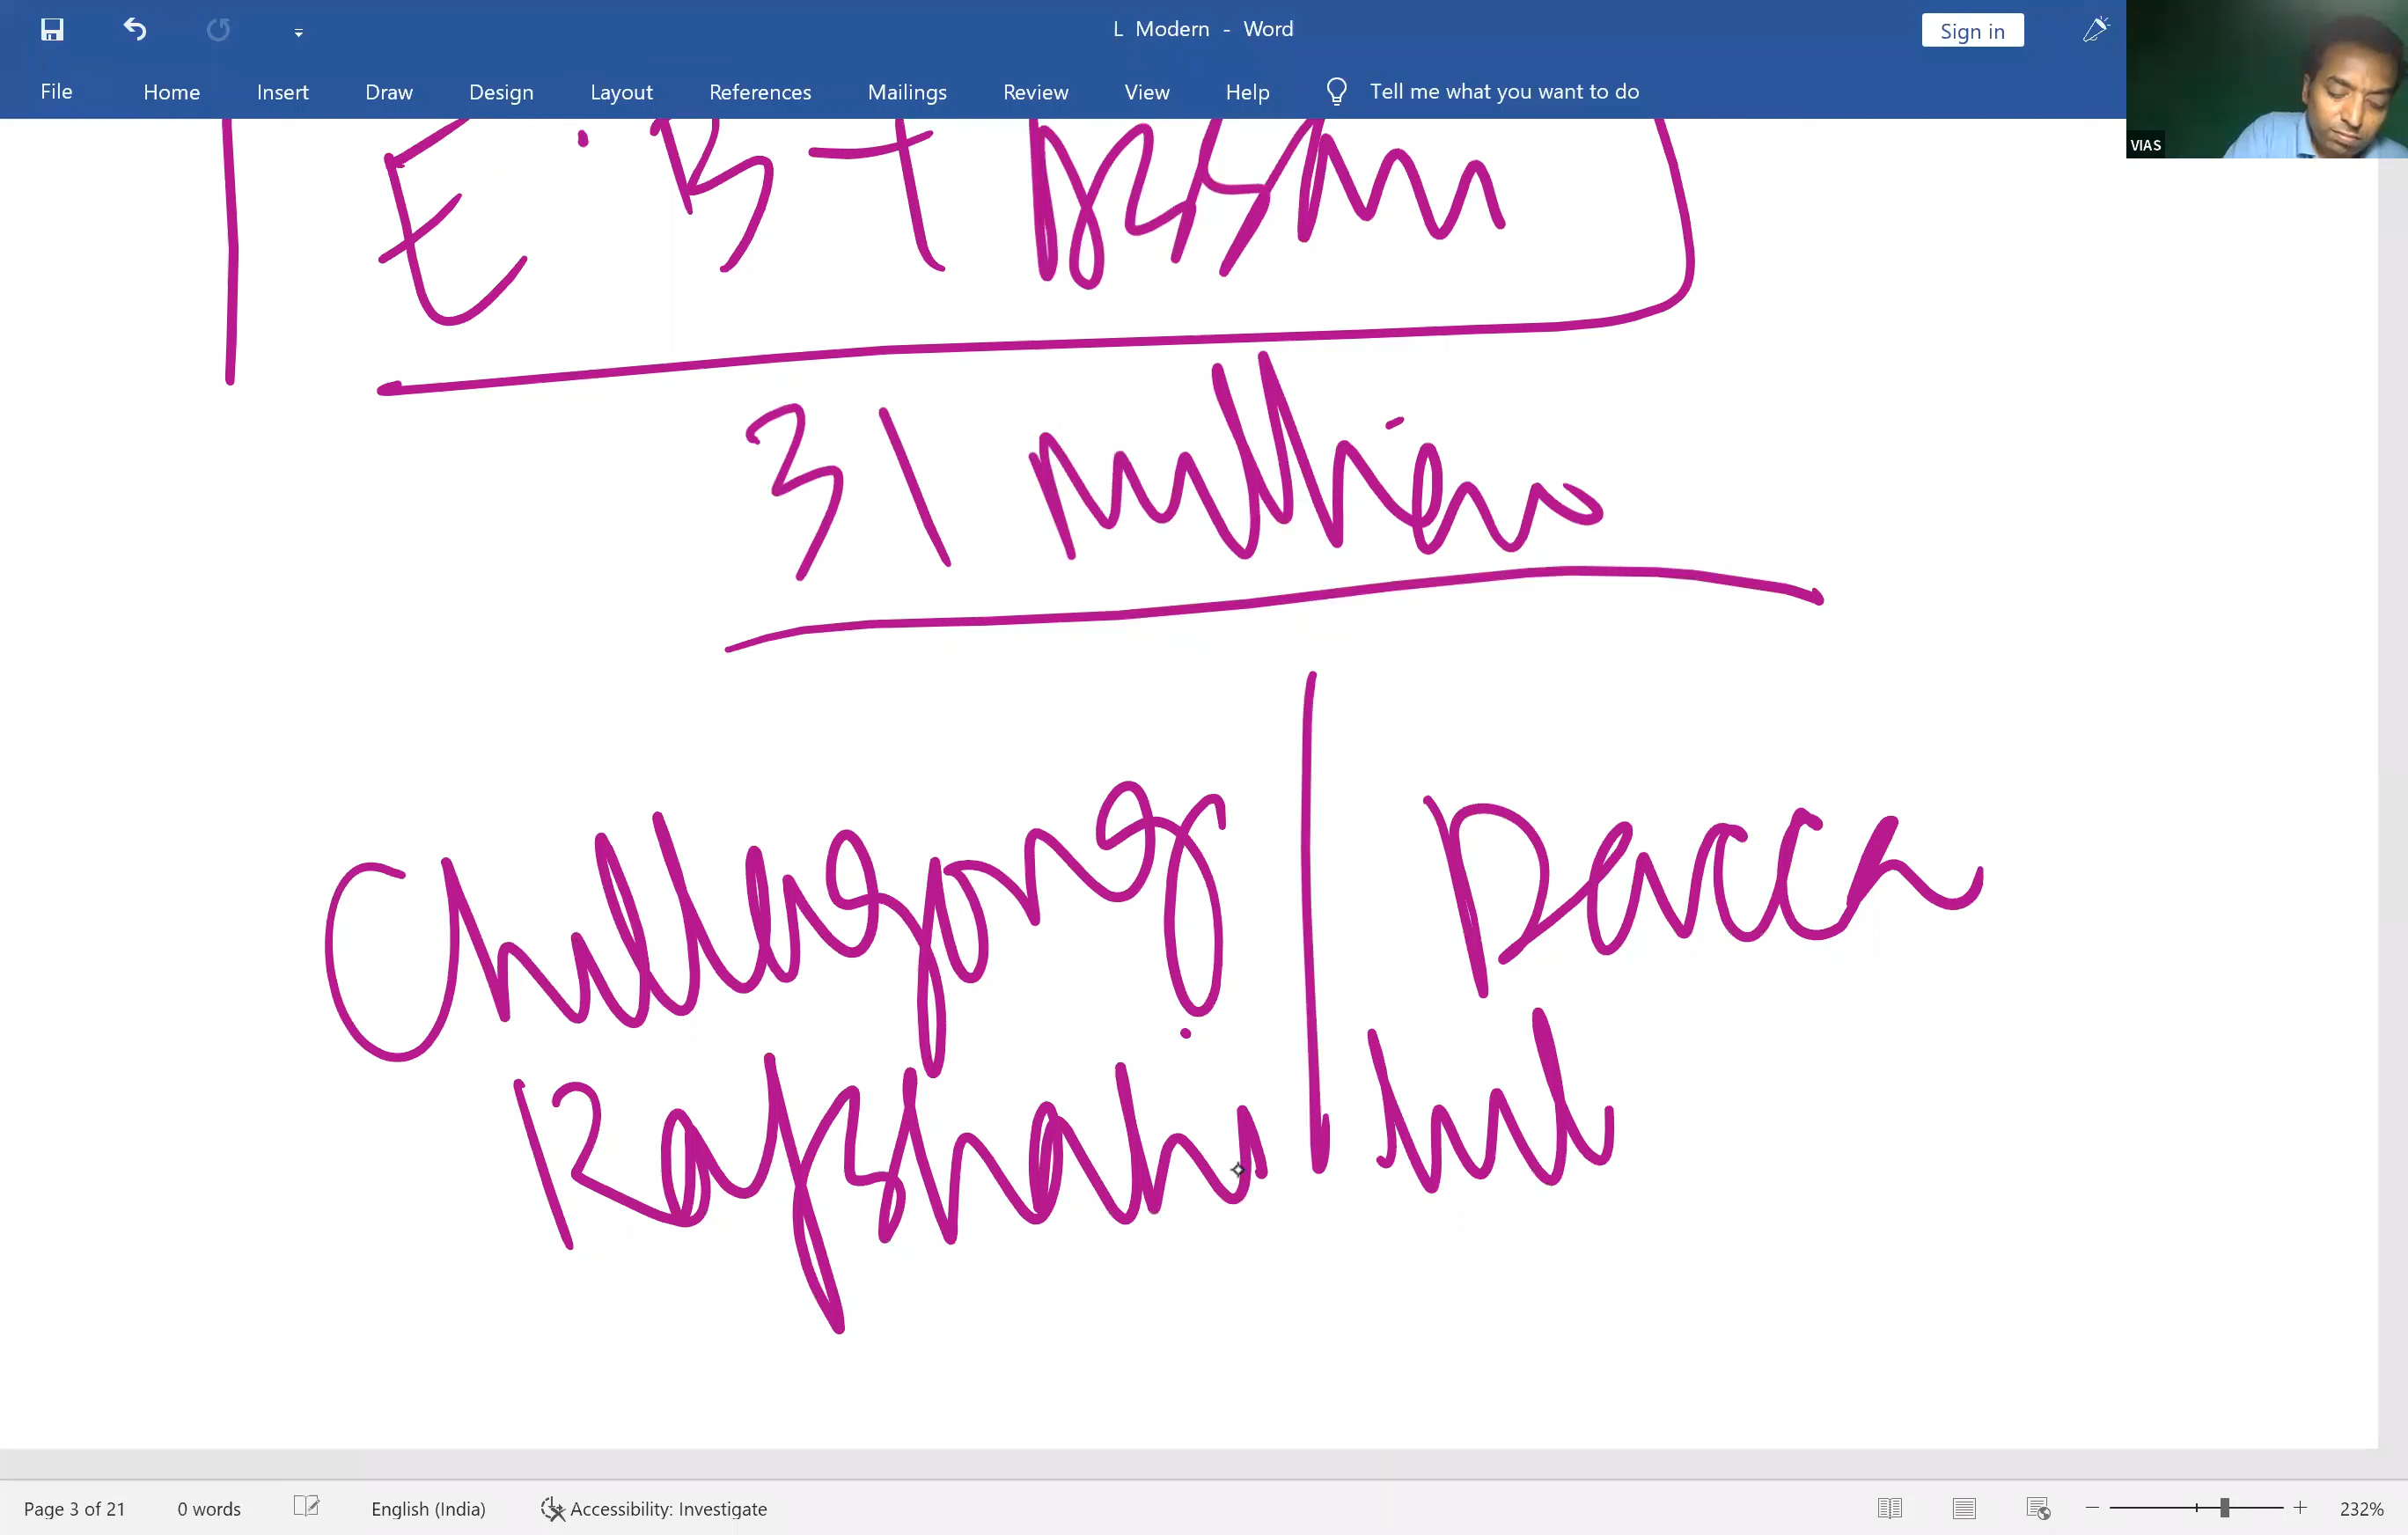 L Modern - Word
Sign in
File Home Insert Draw Design Layout References Mailings Review View Help Tell me what you want to do
VIAS
E. B +
31 Million
Chittagong | Dacca
Rajshahi
Page 3 of 21 0 words English (India) Accessibility: Investigate 232%